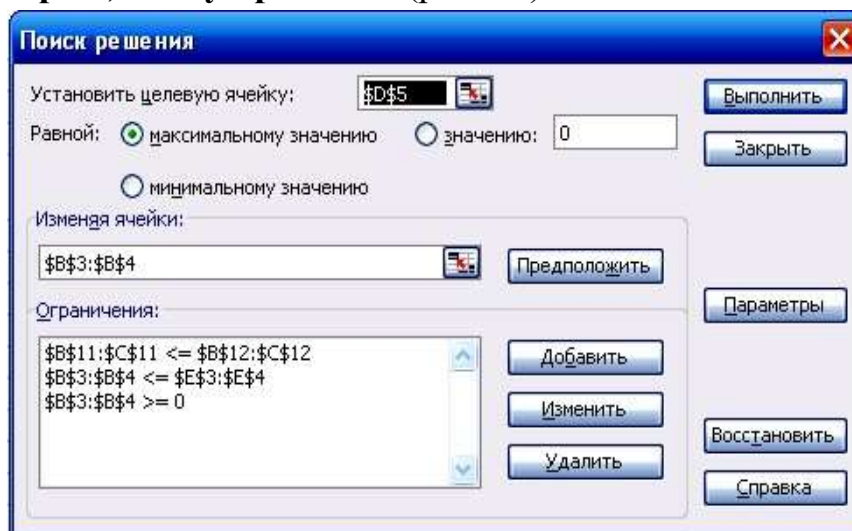 Поиск решения
Установить целевую ячейку: $D$5
Равной: максимальному значению значению: 0
минимальному значению
Изменяя ячейки:
$B$3:$B$4
Предположить
Ограничения:
$B$11:$C$11 <= $B$12:$C$12
$B$3:$B$4 <= $E$3:$E$4
$B$3:$B$4 >= 0
Добавить
Изменить
Удалить
Выполнить
Закрыть
Параметры
Восстановить
Справка